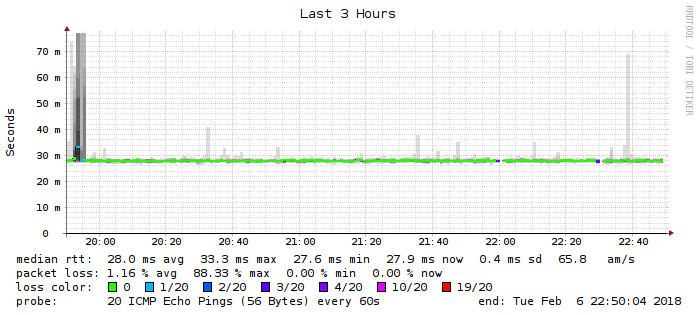 Last 3 Hours
RRDTOOL / TOBI OETIKER
Seconds
70 m
60 m
50 m
40 m
30 m
20 m
10 m
0
20:00 20:20 20:40 21:00 21:20 21:40 22:00 22:20 22:40
median rtt: 28.0 ms avg 33.3 ms max 27.6 ms min 27.9 ms now 0.4 ms sd 65.8 am/s
packet loss: 1.16 % avg 88.33 % max 0.00 % min 0.00 % now
loss color: 0 1/20 2/20 3/20 4/20 10/20 19/20
probe: 20 ICMP Echo Pings (56 Bytes) every 60s end: Tue Feb 6 22:50:04 2018